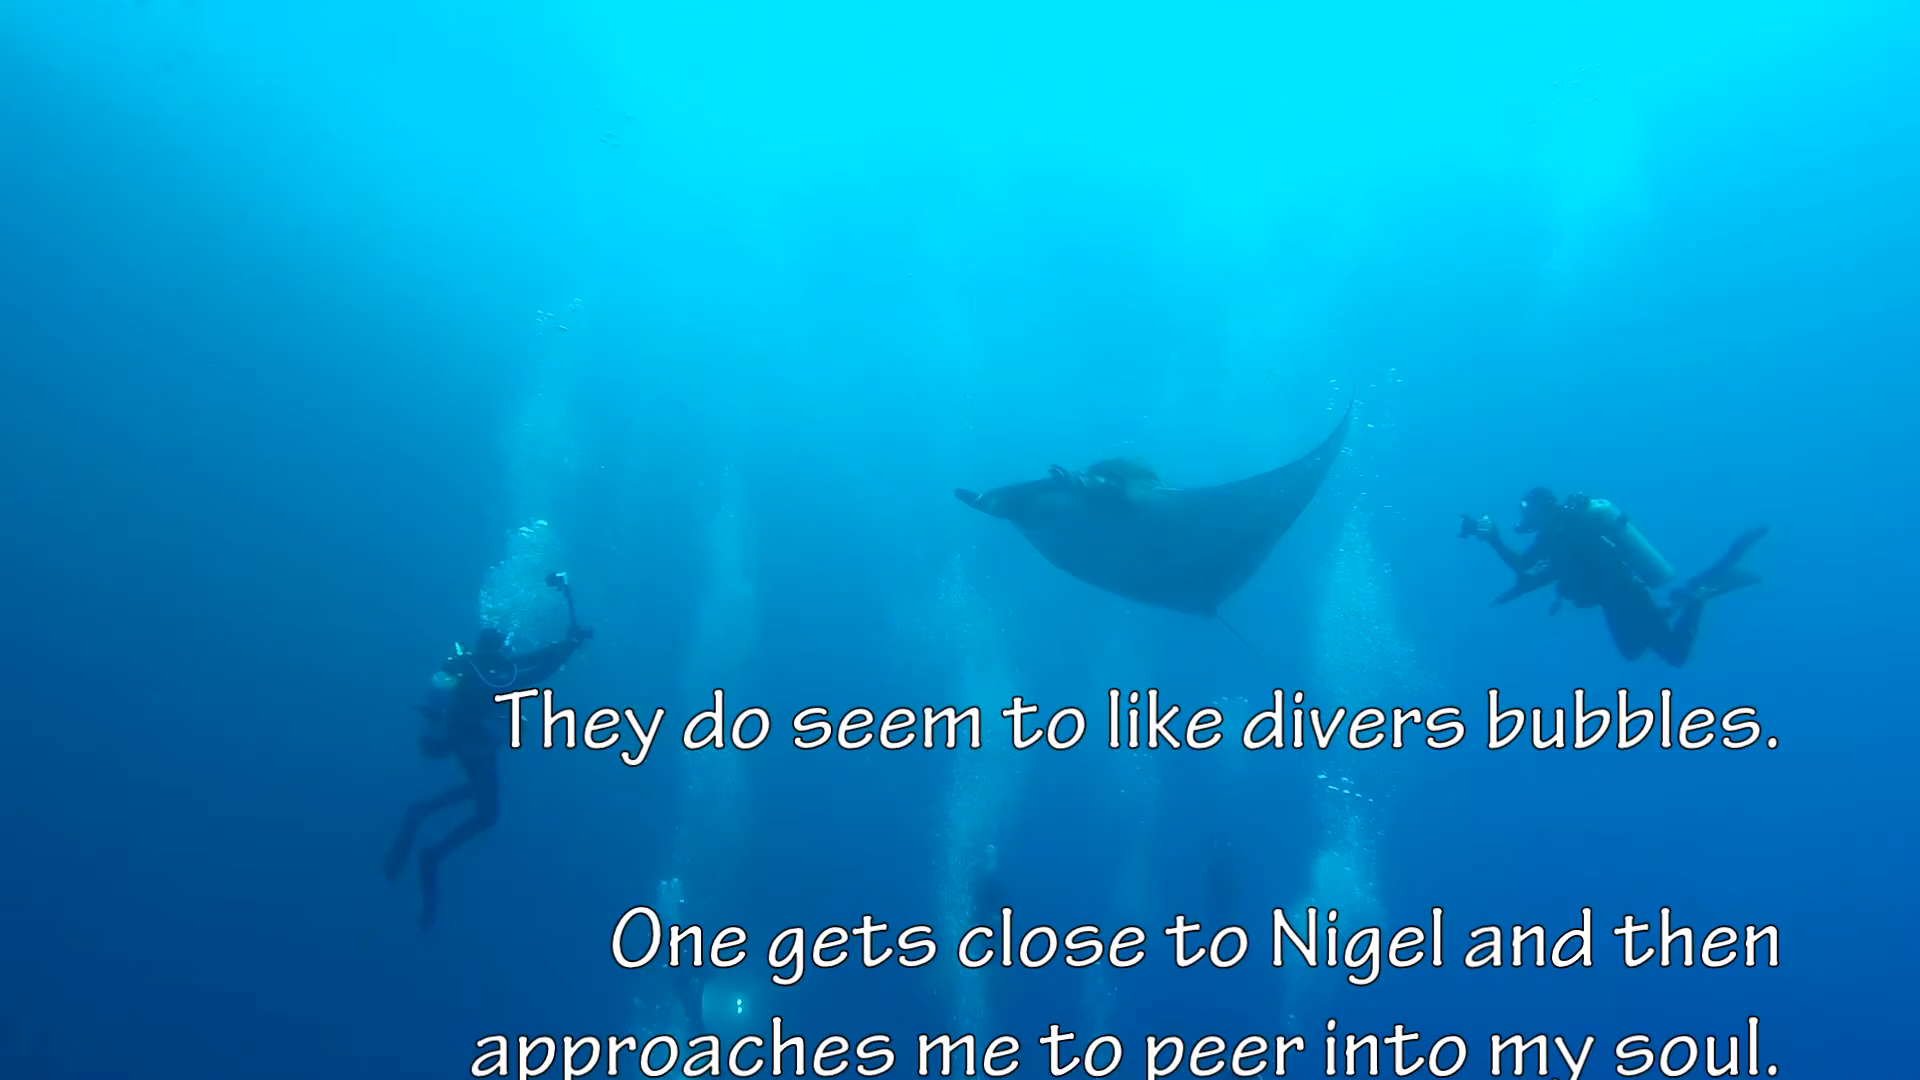 They do seem to like divers bubbles.
One gets close to Nigel and then
approaches me to peer into my soul.